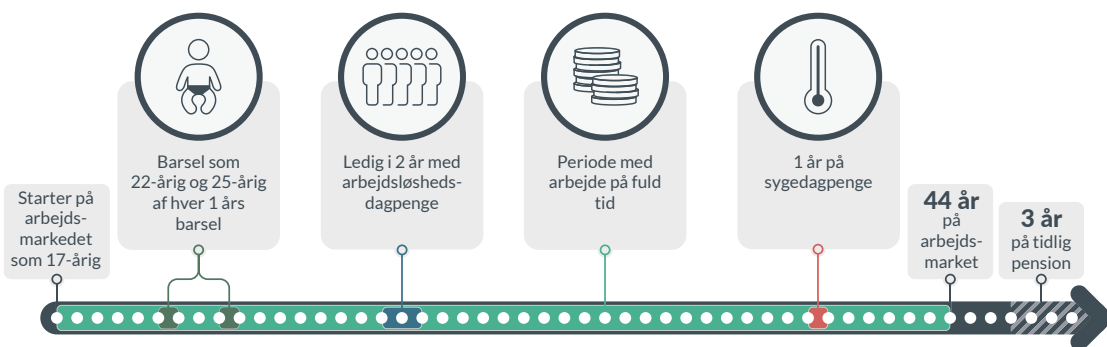 Starter på
arbejds-
markedet
som 17-årig
Barsel som
22-årig og 25-årig
af hver 1 års
barsel
Ledig i 2 år med
arbejdsløsheds-
dagpenge
Periode med
arbejde på fuld
tid
1 år på
sygedagpenge
44 år
på
arbejds-
market
3 år
på tidlig
pension